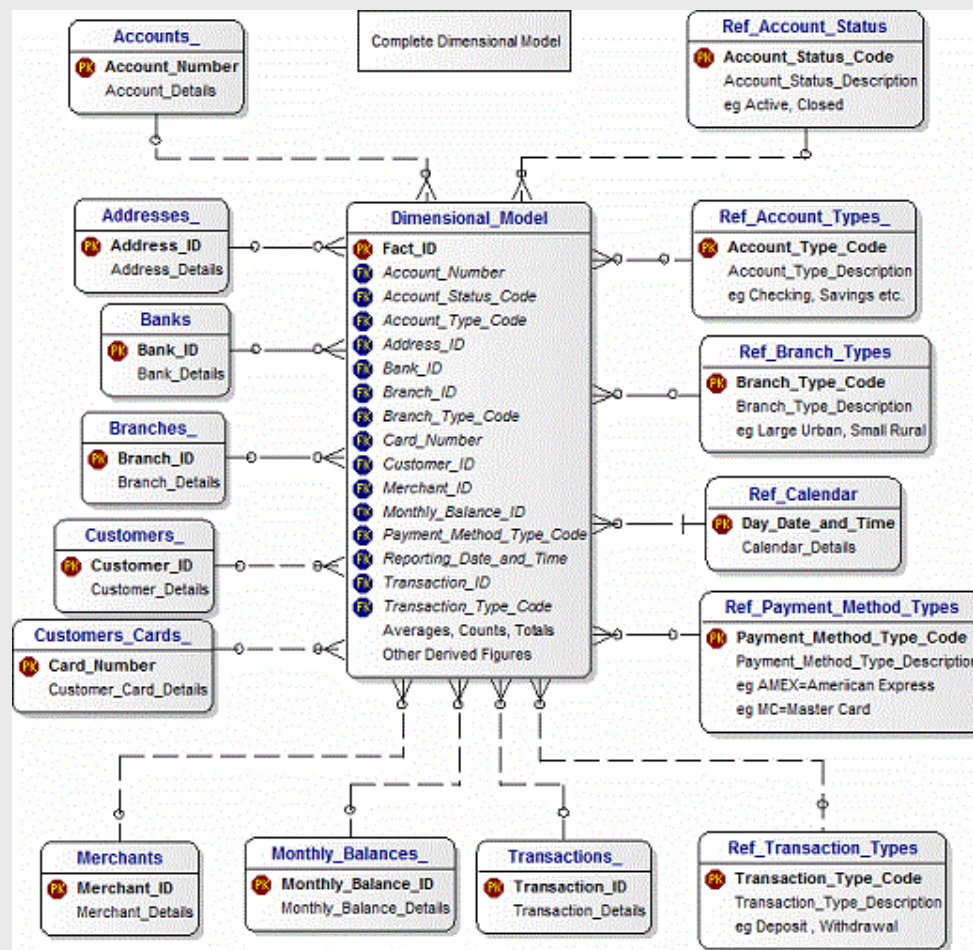 Accounts_
PK Account_Number
Account_Details
Complete Dimensional Model
Ref_Account_Status
PK Account_Status_Code
Account_Status_Description
eg Active, Closed
Addresses_
PK Address_ID
Address_Details
Banks
PK Bank_ID
Bank_Details
Branches_
PK Branch_ID
Branch_Details
Customers_
PK Customer_ID
Customer_Details
Customers_Cards_
PK Card_Number
Customer_Card_Details
Dimensional_Model
PK Fact_ID
FK Account_Number
FK Account_Status_Code
FK Account_Type_Code
FK Address_ID
FK Bank_ID
FK Branch_ID
FK Branch_Type_Code
FK Card_Number
FK Customer_ID
FK Merchant_ID
FK Monthly_Balance_ID
FK Payment_Method_Type_Code
FK Reporting_Date_and_Time
FK Transaction_ID
FK Transaction_Type_Code
Averages, Counts, Totals
Other Derived Figures
Ref_Account_Types_
PK Account_Type_Code
Account_Type_Description
eg Checking, Savings etc.
Ref_Branch_Types
PK Branch_Type_Code
Branch_Type_Description
eg Large Urban, Small Rural
Ref_Calendar
PK Day_Date_and_Time
Calendar_Details
Ref_Payment_Method_Types
PK Payment_Method_Type_Code
Payment_Method_Type_Description
eg AMEX=Ameriican Express
eg MC=Master Card
Merchants
PK Merchant_ID
Merchant_Details
Monthly_Balances_
PK Monthly_Balance_ID
Monthly_Balance_Details
Transactions_
PK Transaction_ID
Transaction_Details
Ref_Transaction_Types
PK Transaction_Type_Code
Transaction_Type_Description
eg Deposit , Withdrawal